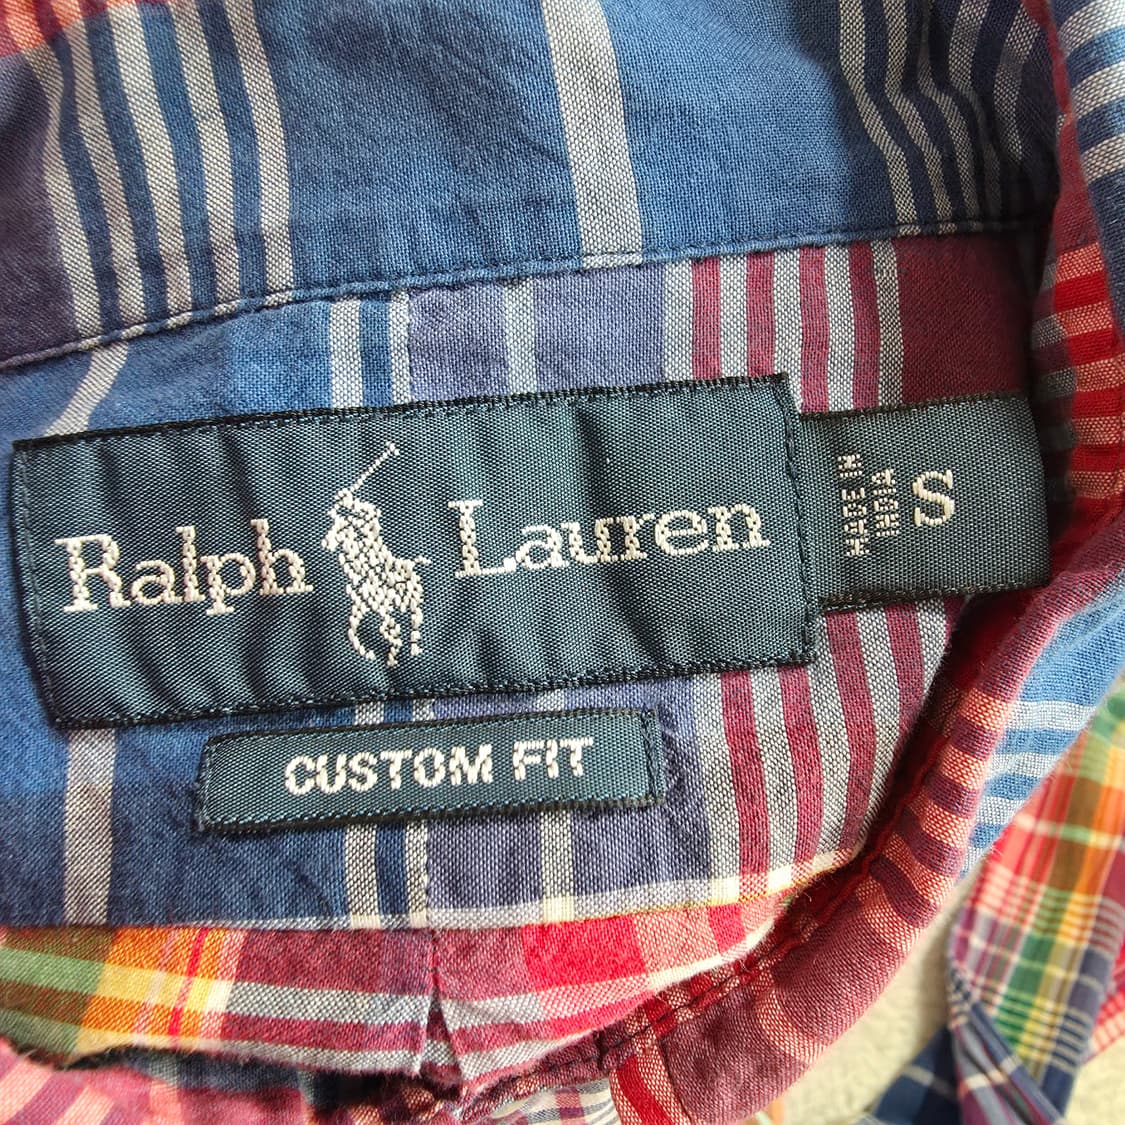 Ralph Lauren
MADE IN
INDIA
S
CUSTOM FIT